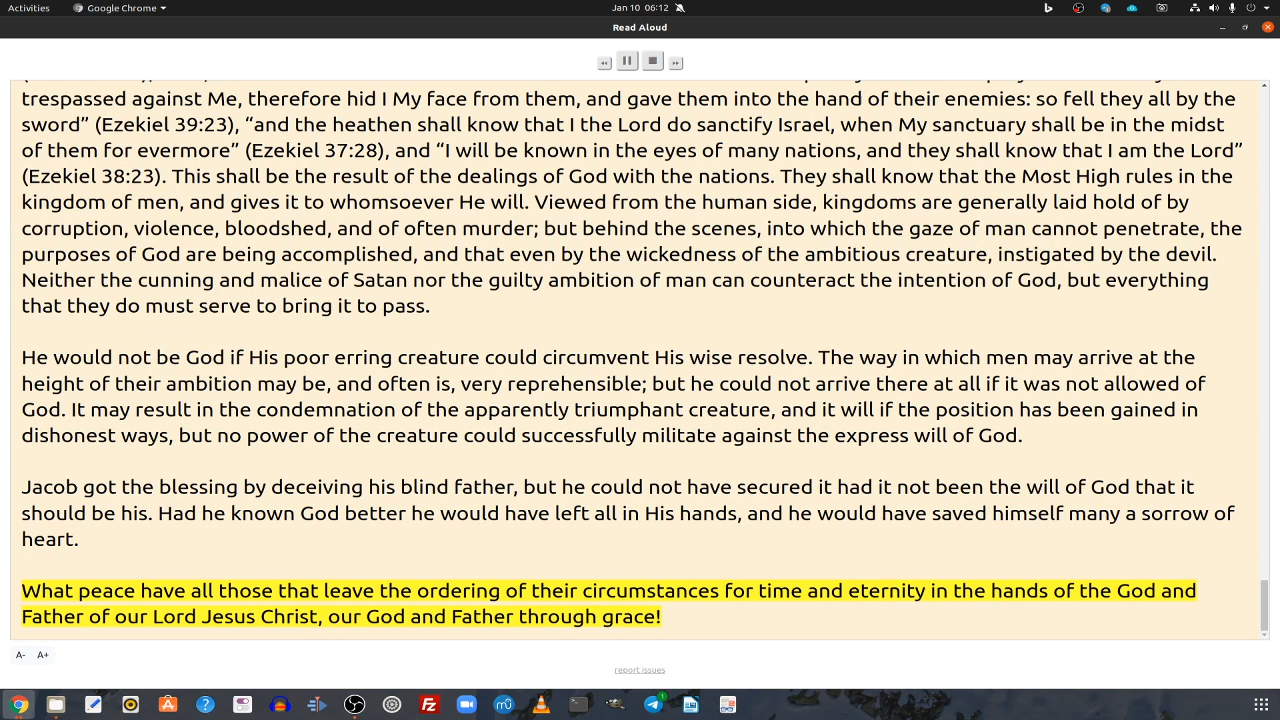 Activities
Google Chrome
Jan 10 06:12
Read Aloud
trespassed against Me, therefore hid I My face from them, and gave them into the hand of their enemies: so fell they all by the
sword” (Ezekiel 39:23), “and the heathen shall know that I the Lord do sanctify Israel, when My sanctuary shall be in the midst
of them for evermore” (Ezekiel 37:28), and “I will be known in the eyes of many nations, and they shall know that I am the Lord”
(Ezekiel 38:23). This shall be the result of the dealings of God with the nations. They shall know that the Most High rules in the
kingdom of men, and gives it to whomsoever He will. Viewed from the human side, kingdoms are generally laid hold of by
corruption, violence, bloodshed, and of often murder; but behind the scenes, into which the gaze of man cannot penetrate, the
purposes of God are being accomplished, and that even by the wickedness of the ambitious creature, instigated by the devil.
Neither the cunning and malice of Satan nor the guilty ambition of man can counteract the intention of God, but everything
that they do must serve to bring it to pass.
He would not be God if His poor erring creature could circumvent His wise resolve. The way in which men may arrive at the
height of their ambition may be, and often is, very reprehensible; but he could not arrive there at all if it was not allowed of
God. It may result in the condemnation of the apparently triumphant creature, and it will if the position has been gained in
dishonest ways, but no power of the creature could successfully militate against the express will of God.
Jacob got the blessing by deceiving his blind father, but he could not have secured it had it not been the will of God that it
should be his. Had he known God better he would have left all in His hands, and he would have saved himself many a sorrow of
heart.
What peace have all those that leave the ordering of their circumstances for time and eternity in the hands of the God and
Father of our Lord Jesus Christ, our God and Father through grace!
A- A+
report issues